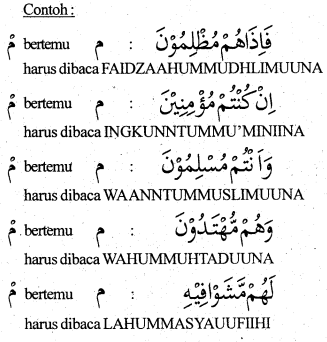 Contoh :
مْ bertemu م : فَاِذَاهُمْ مُظْلِمُوْنَ
harus dibaca FAIDZAAHUMMUDHLIMUUNA
مْ bertemu م : اِنْ كُنْتُمْ مُؤْمِنِيْنَ
harus dibaca INGKUNNTUMMU’MINIINA
مْ bertemu م : وَاَنْتُمْ مُسْلِمُوْنَ
harus dibaca WAANNTUMMUSLIMUUNA
مْ bertemu م : وَهُمْ مُّهْتَدُوْنَ
harus dibaca WAHUMMUHTADUUNA
مْ bertemu م : لَهُمْ مَّشَوْا فِيْهِ
harus dibaca LAHUMMASYAUUFIIHI